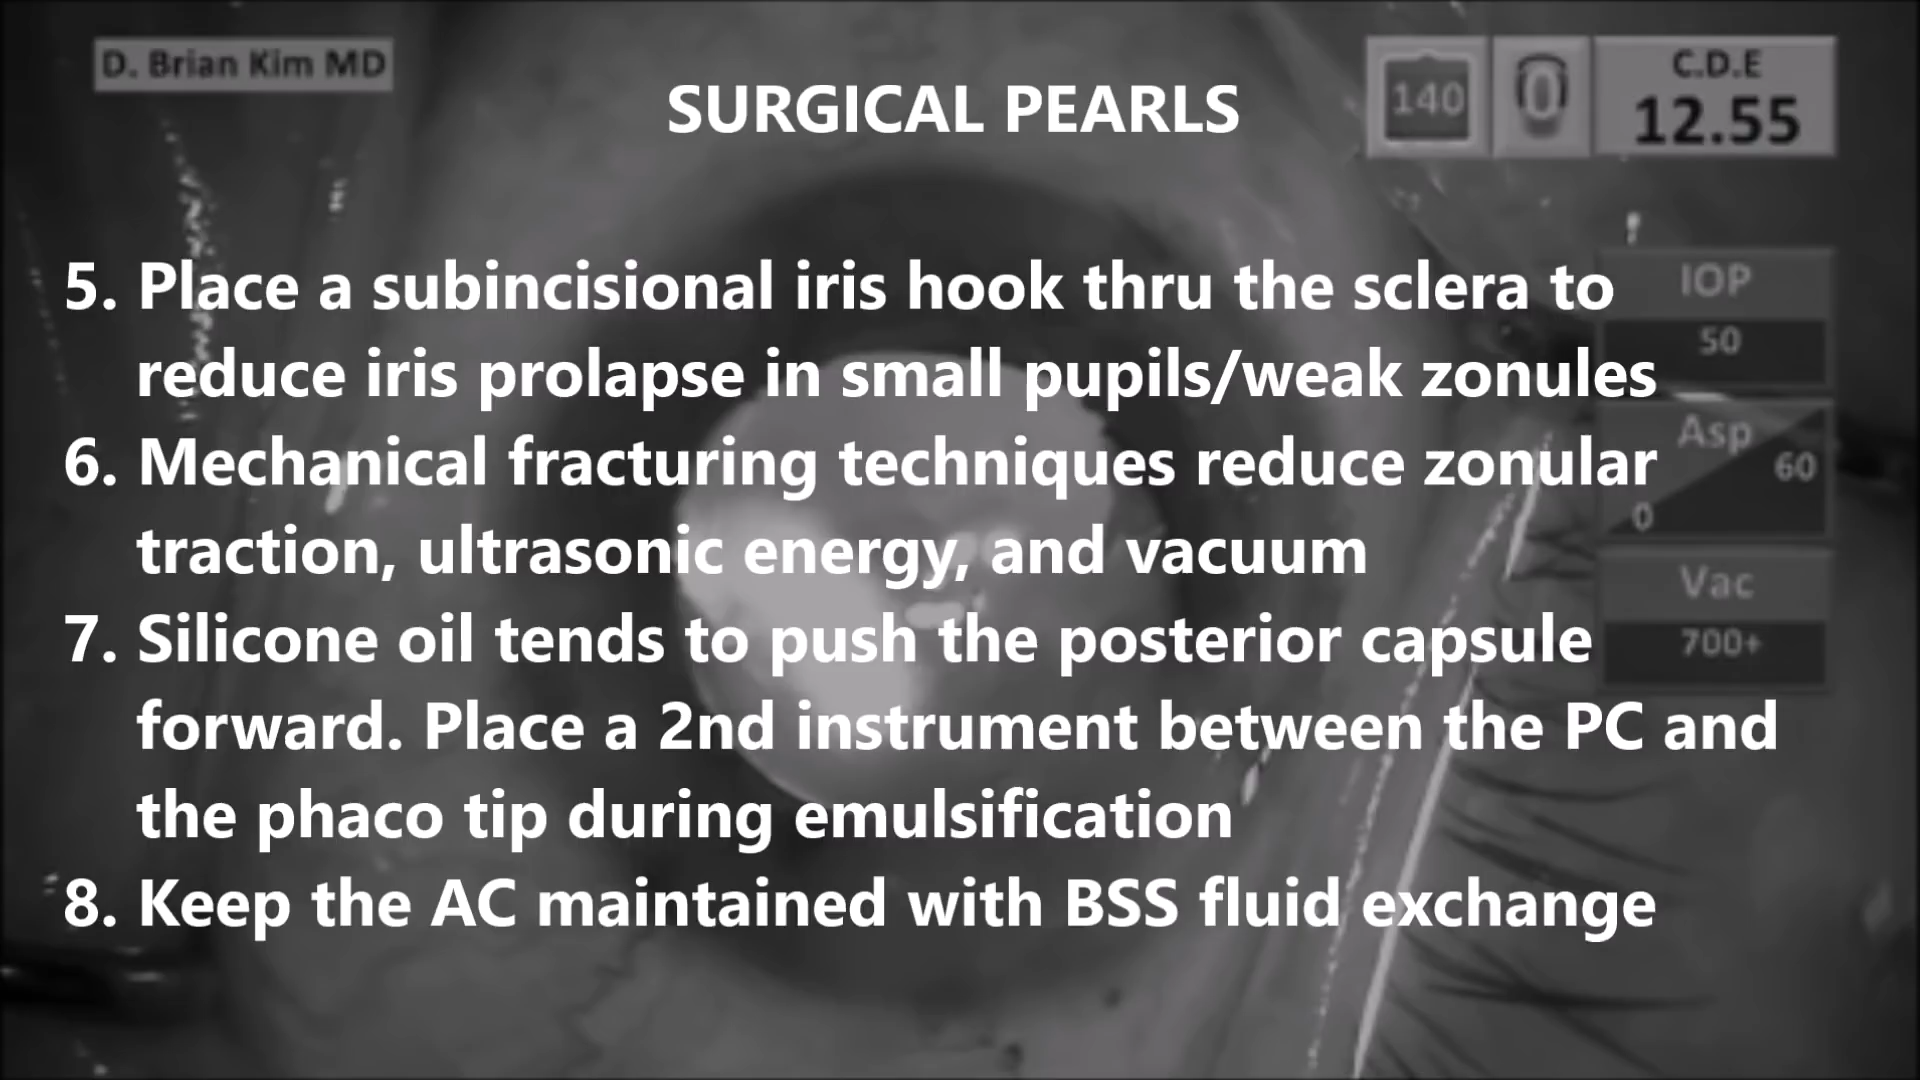 D. Brian Kim MD
140
0
C.D.E
12.55
SURGICAL PEARLS
5. Place a subincisional iris hook thru the sclera to
reduce iris prolapse in small pupils/weak zonules
6. Mechanical fracturing techniques reduce zonular
traction, ultrasonic energy, and vacuum
7. Silicone oil tends to push the posterior capsule
forward. Place a 2nd instrument between the PC and
the phaco tip during emulsification
8. Keep the AC maintained with BSS fluid exchange
IOP
50
Asp
60
0
Vac
700+